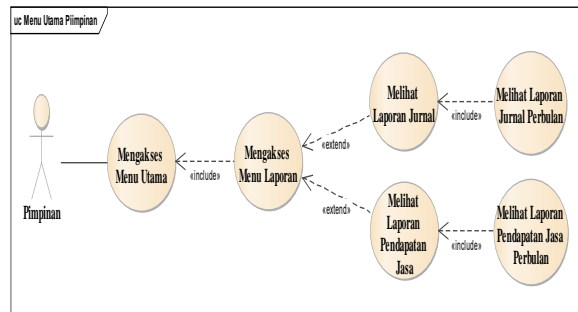 uc Menu Utama Piimpinan
Pimpinan
Mengakses
Menu Utama
«include»
Mengakses
Menu Laporan
«extend»
«extend»
Melihat
Laporan Jurnal
«include»
Melihat Laporan
Jurnal Perbulan
Melihat
Laporan
Pendapatan
Jasa
«include»
Melihat Laporan
Pendapatan Jasa
Perbulan